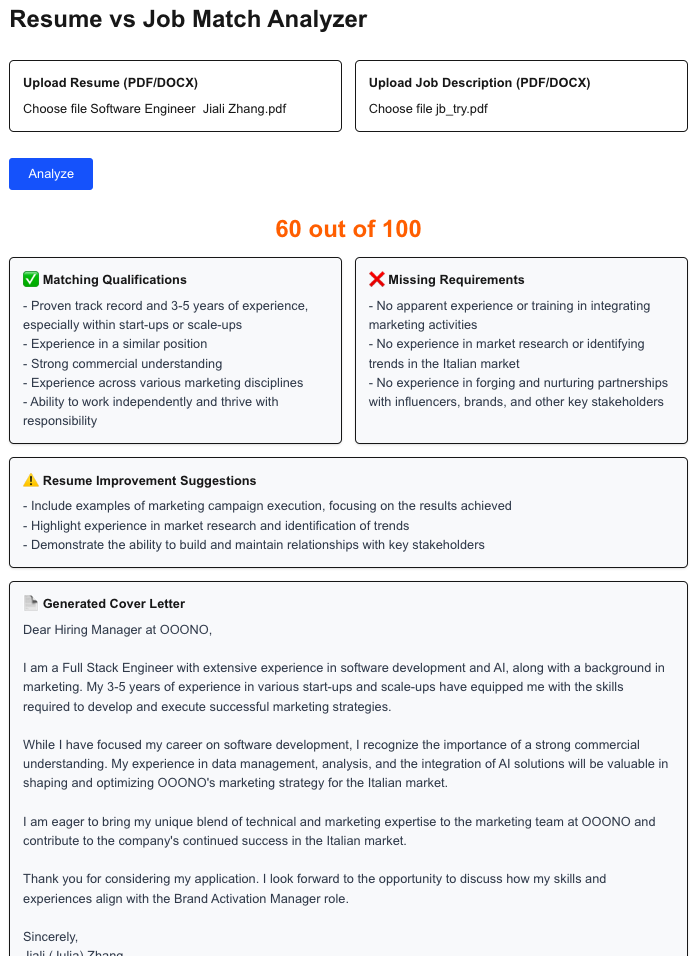 Resume vs Job Match Analyzer
Upload Resume (PDF/DOCX)
Choose file Software Engineer  Jiali Zhang.pdf
Upload Job Description (PDF/DOCX)
Choose file jb_try.pdf
Analyze
60 out of 100
✅ Matching Qualifications
- Proven track record and 3-5 years of experience,
especially within start-ups or scale-ups
- Experience in a similar position
- Strong commercial understanding
- Experience across various marketing disciplines
- Ability to work independently and thrive with
responsibility
❌ Missing Requirements
- No apparent experience or training in integrating
marketing activities
- No experience in market research or identifying
trends in the Italian market
- No experience in forging and nurturing partnerships
with influencers, brands, and other key stakeholders
⚠️ Resume Improvement Suggestions
- Include examples of marketing campaign execution, focusing on the results achieved
- Highlight experience in market research and identification of trends
- Demonstrate the ability to build and maintain relationships with key stakeholders
Generated Cover Letter
Dear Hiring Manager at OOONO,
I am a Full Stack Engineer with extensive experience in software development and AI, along with a background in
marketing. My 3-5 years of experience in various start-ups and scale-ups have equipped me with the skills
required to develop and execute successful marketing strategies.
While I have focused my career on software development, I recognize the importance of a strong commercial
understanding. My experience in data management, analysis, and the integration of AI solutions will be valuable in
shaping and optimizing OOONO's marketing strategy for the Italian market.
I am eager to bring my unique blend of technical and marketing expertise to the marketing team at OOONO and
contribute to the company's continued success in the Italian market.
Thank you for considering my application. I look forward to the opportunity to discuss how my skills and
experiences align with the Brand Activation Manager role.
Sincerely,
Jiali (Julia) Zhang